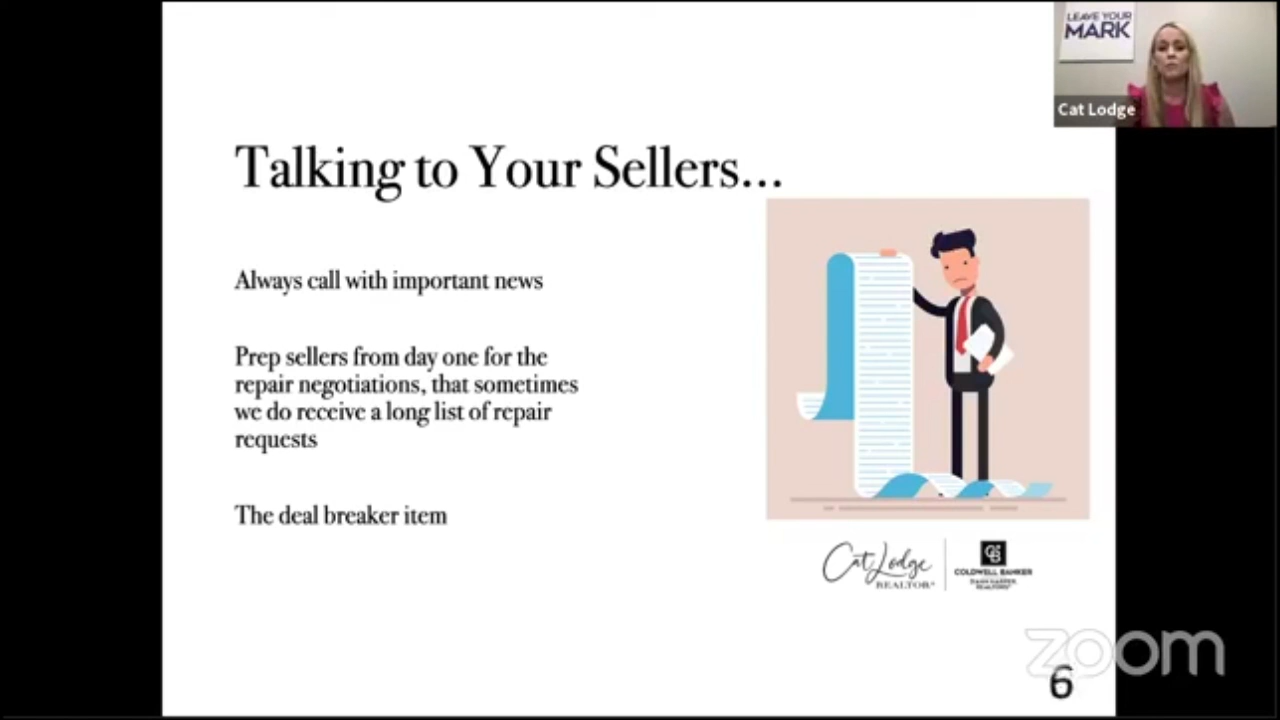 LEAVE YOUR
MARK
Cat Lodge
Talking to Your Sellers...
Always call with important news
Prep sellers from day one for the
repair negotiations, that sometimes
we do receive a long list of repair
requests
The deal breaker item
Cat Lodge
REALTOR®
CB
COLDWELL BANKER
REALTORS®
zoom
6